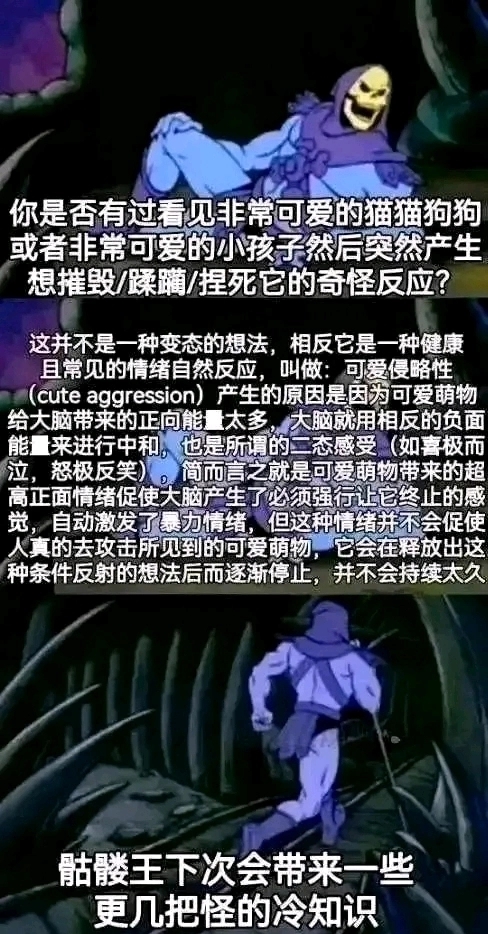 你是否有过看见非常可爱的猫猫狗狗
或者非常可爱的小孩子然后突然产生
想摧毁/蹂躏/捏死它的奇怪反应?
这并不是一种变态的想法，相反它是一种健康
且常见的情绪自然反应，叫做：可爱侵略性
（cute aggression）产生的原因是因为可爱萌物
给大脑带来的正向能量太多，大脑就用相反的负面
能量来进行中和，也是所谓的二态感受（如喜极而
泣，怒极反笑），简而言之就是可爱萌物带来的超
高正面情绪促使大脑产生了必须强行让它终止的感
觉，自动激发了暴力情绪，但这种情绪并不会促使
人真的去攻击所见到的可爱萌物，它会在释放出这
种条件反射的想法后而逐渐停止，并不会持续太久
骷髅王下次会带来一些
更几把怪的冷知识